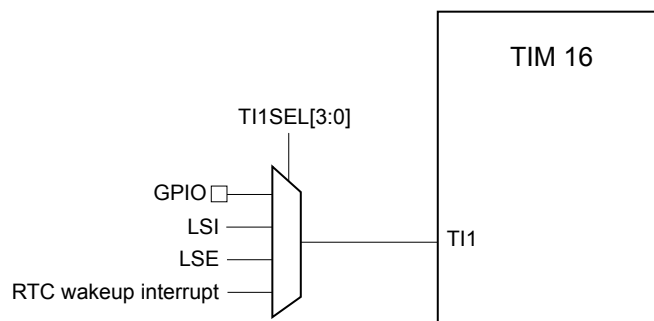 TIM 16
TI1SEL[3:0]
GPIO
LSI
TI1
LSE
RTC wakeup interrupt